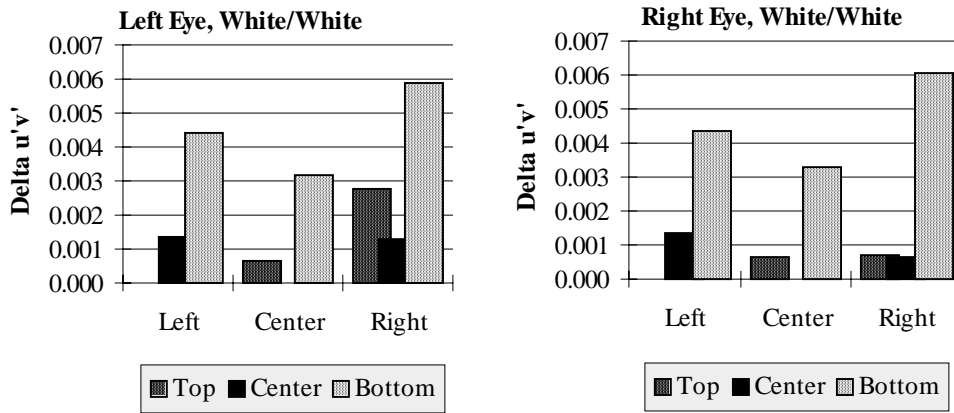 Left Eye, White/White
Delta u'v'
0.007
0.006
0.005
0.004
0.003
0.002
0.001
0.000
Left Center Right
Top Center Bottom
Right Eye, White/White
Delta u'v'
0.007
0.006
0.005
0.004
0.003
0.002
0.001
0.000
Left Center Right
Top Center Bottom